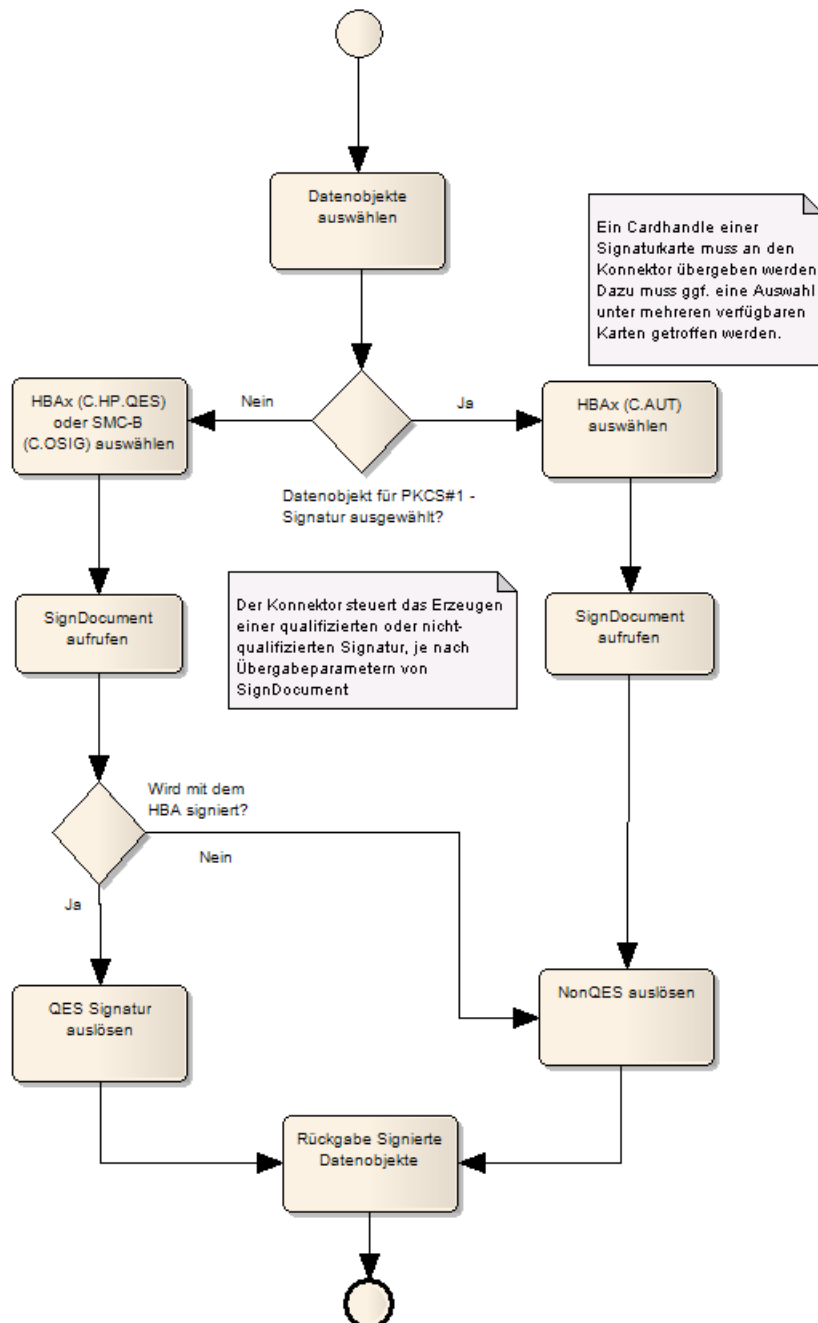 Datenobjekte
auswählen
Ein Cardhandle einer
Signaturkarte muss an den
Konnektor übergeben werden
Dazu muss ggf. eine Auswahl
unter mehreren verfügbaren
Karten getroffen werden.
HBAx (C.HP.QES)
oder SMC-B
(C.OSIG) auswählen
Nein
Ja
HBAx (C.AUT)
auswählen
Datenobjekt für PKCS#1 -
Signatur ausgewählt?
SignDocument
aufrufen
Der Konnektor steuert das Erzeugen
einer qualifizierten oder nicht-
qualifizierten Signatur, je nach
Übergabeparametern von
SignDocument
SignDocument
aufrufen
Wird mit dem
HBA signiert?
Nein
Ja
QES Signatur
auslösen
NonQES auslösen
Rückgabe Signierte
Datenobjekte